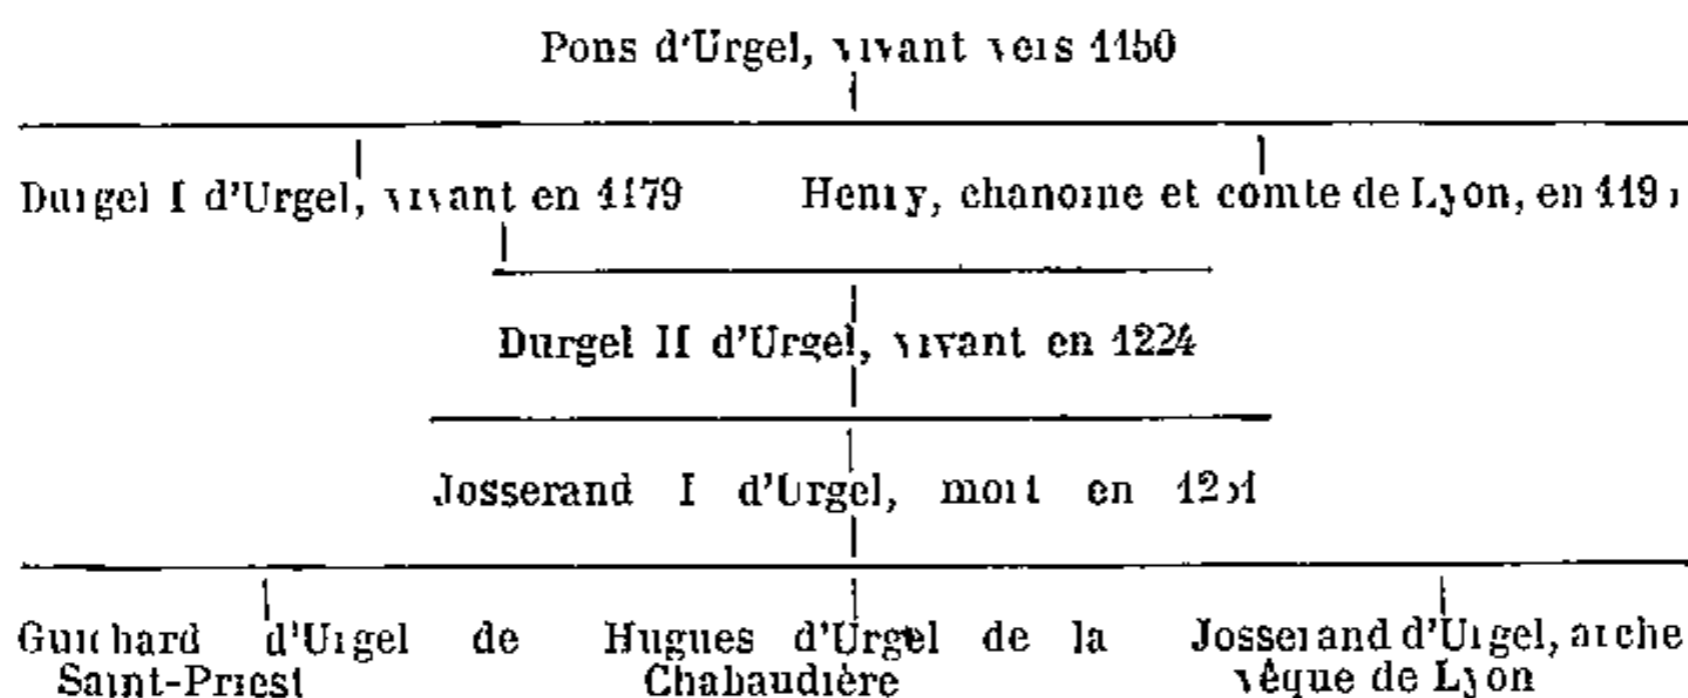 Pons d'Urgel, vivant vers 1150
Durgel I d'Urgel, vivant en 1179 Henry, chanoine et comte de Lyon, en
Durgel II d'Urgel, vivant en 1224
Josserand I d'Urgel, mort en
Guichard d'Urgel de Hugues d'Urgel de la Josserand d'Urgel, arche
Saint-Priest Chabaudière vêque de Lyon